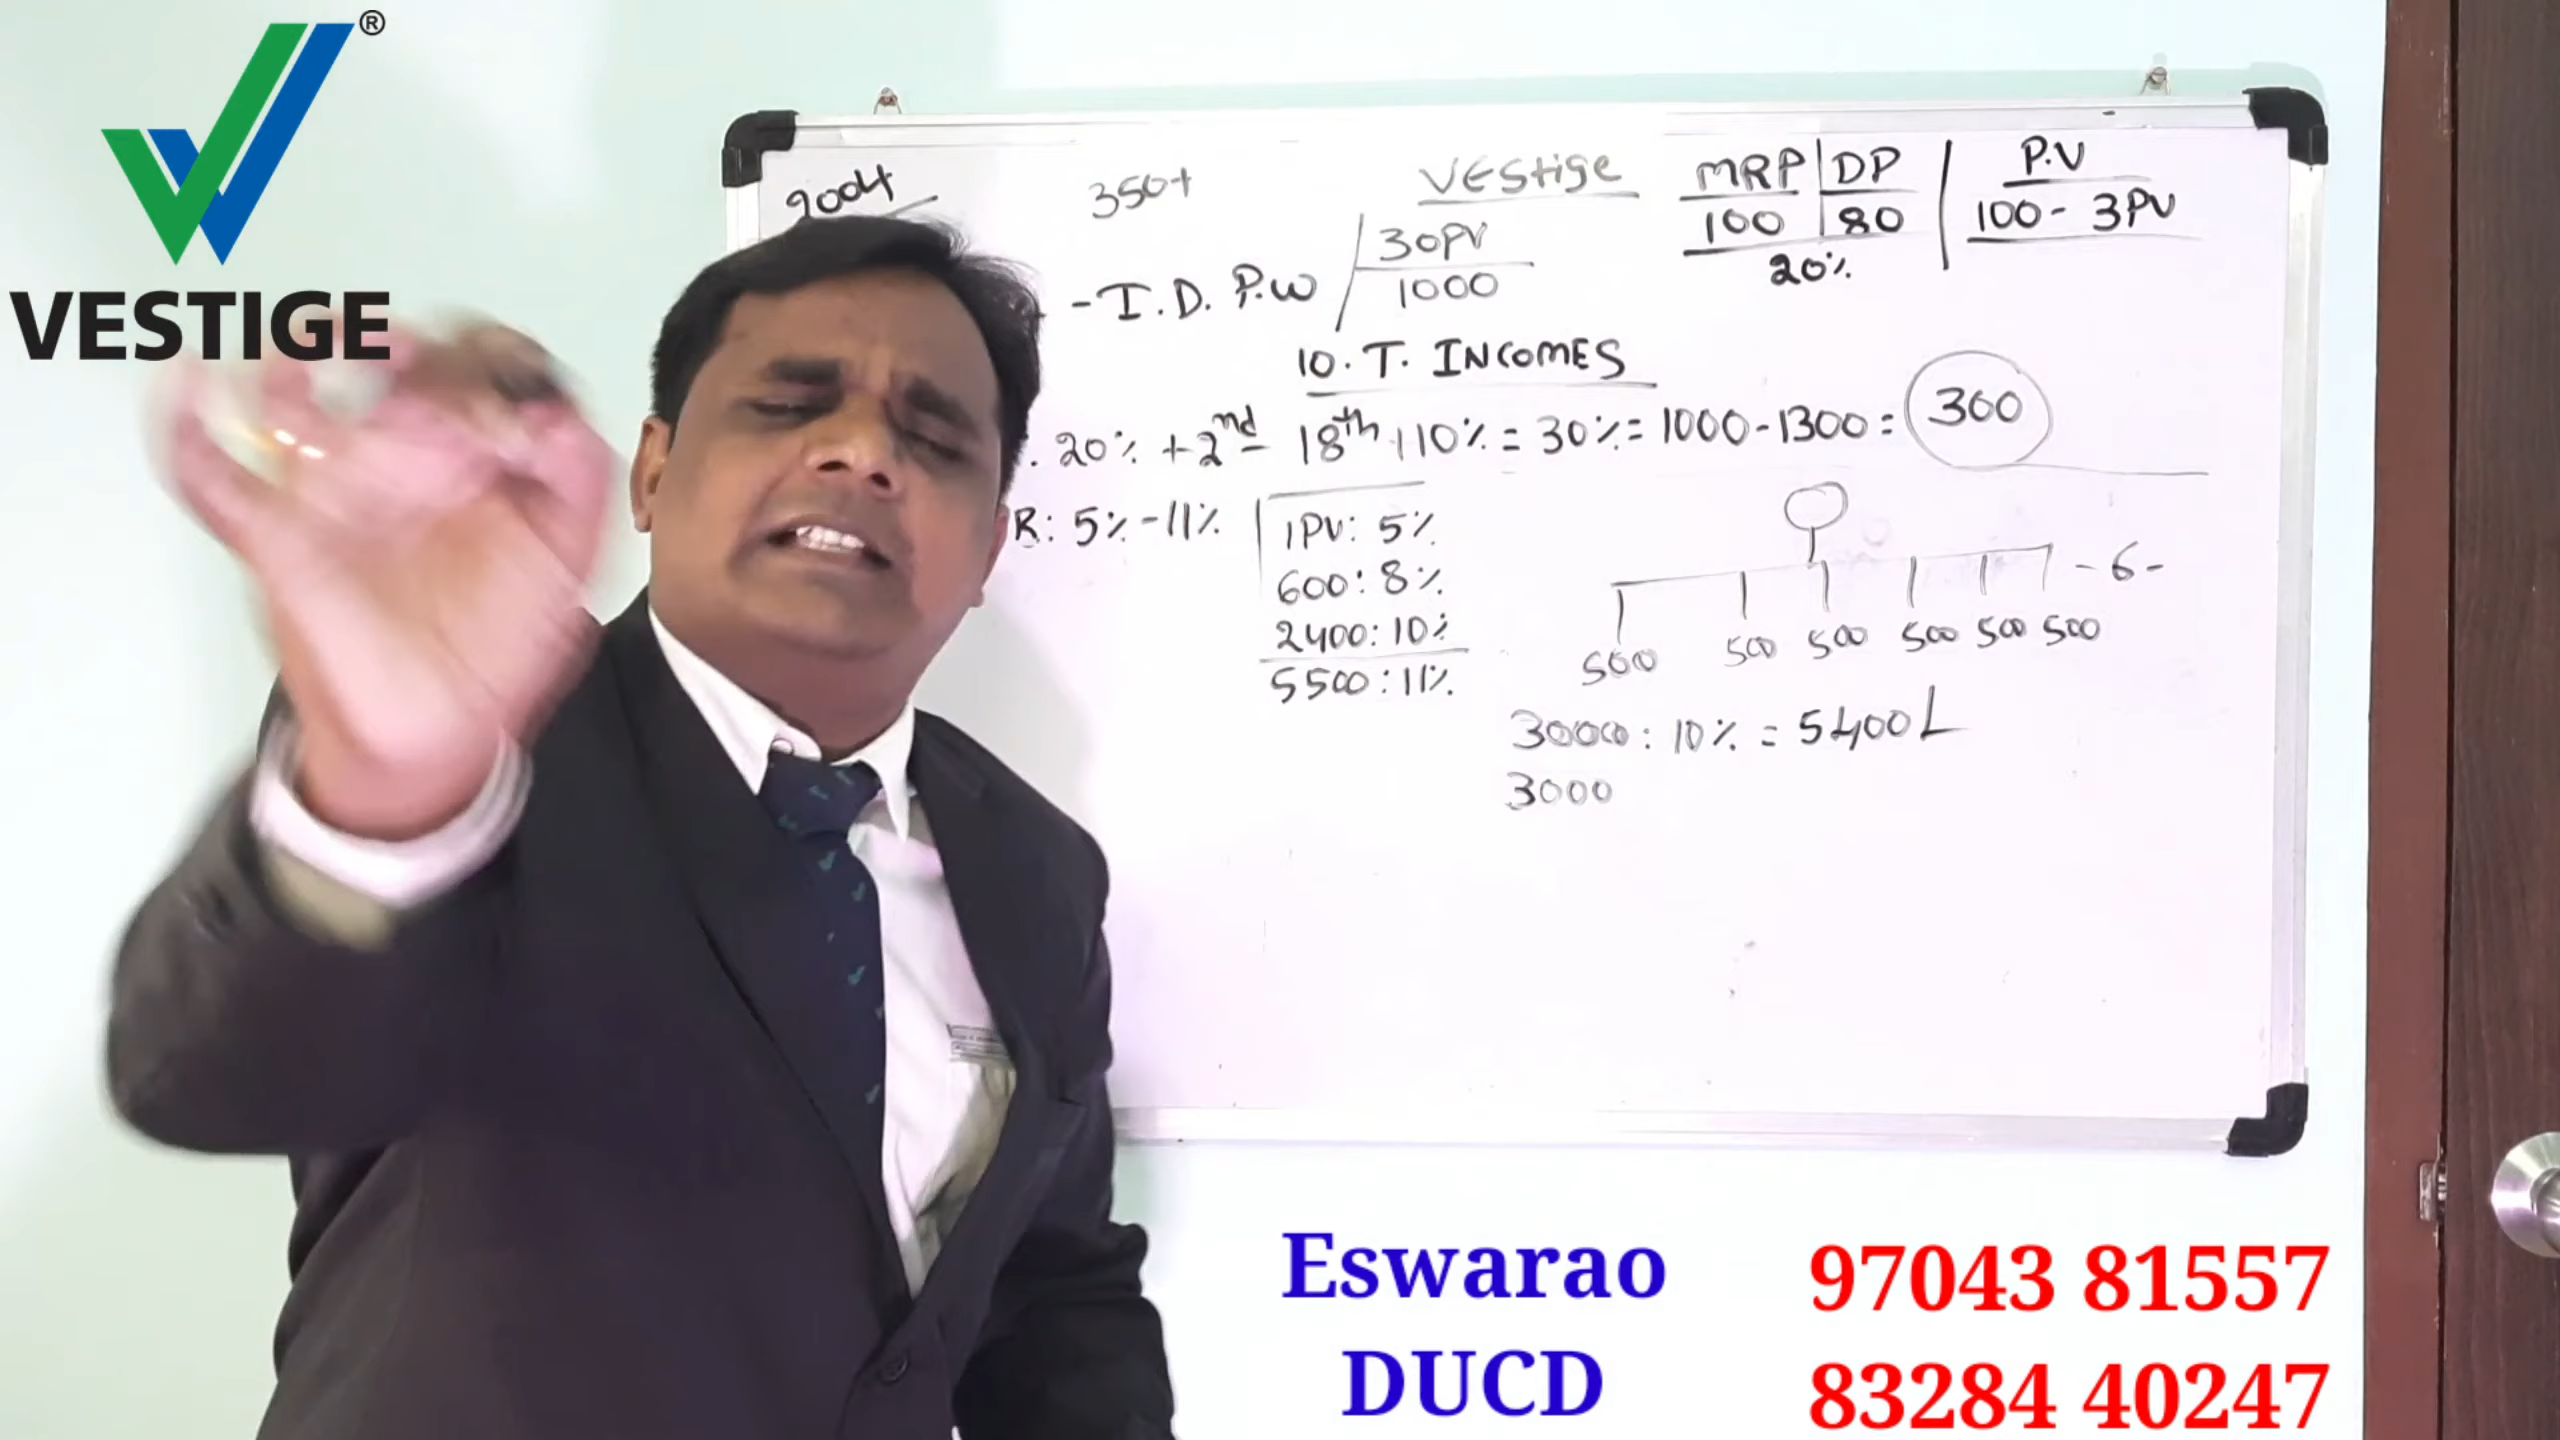 ®
VESTIGE
2004
350+
VEStige
MRP DP P.V
100 80 100 - 3PV
20%
- I.D. P.W 30PV
1000
10. T. INCOMES
20% + 2nd - 18th +10% = 30% = 1000 - 1300 = 300
R: 5% - 11%
1PV: 5%
600: 8%
2400: 10%
5500: 11%
- 6 -
500 500 500 500 500 500
3000: 10% = 5400L
3000
Eswarao 97043 81557
DUCD 83284 40247